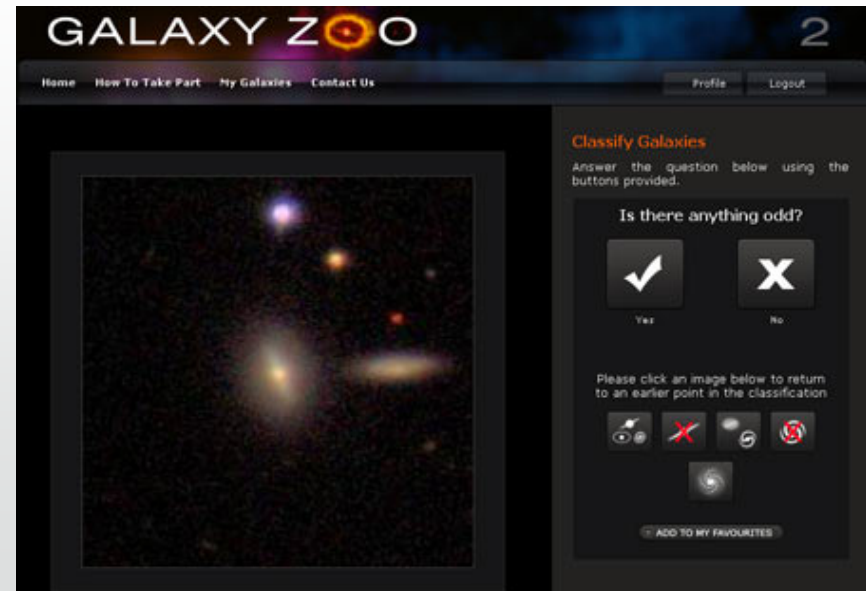 GALAXY ZOO 2
Home How To Take Part My Galaxies Contact Us Profile Logout
Classify Galaxies
Answer the question below using the
buttons provided.
Is there anything odd?
Yes No
Please click an image below to return
to an earlier point in the classification
ADD TO MY FAVOURITES